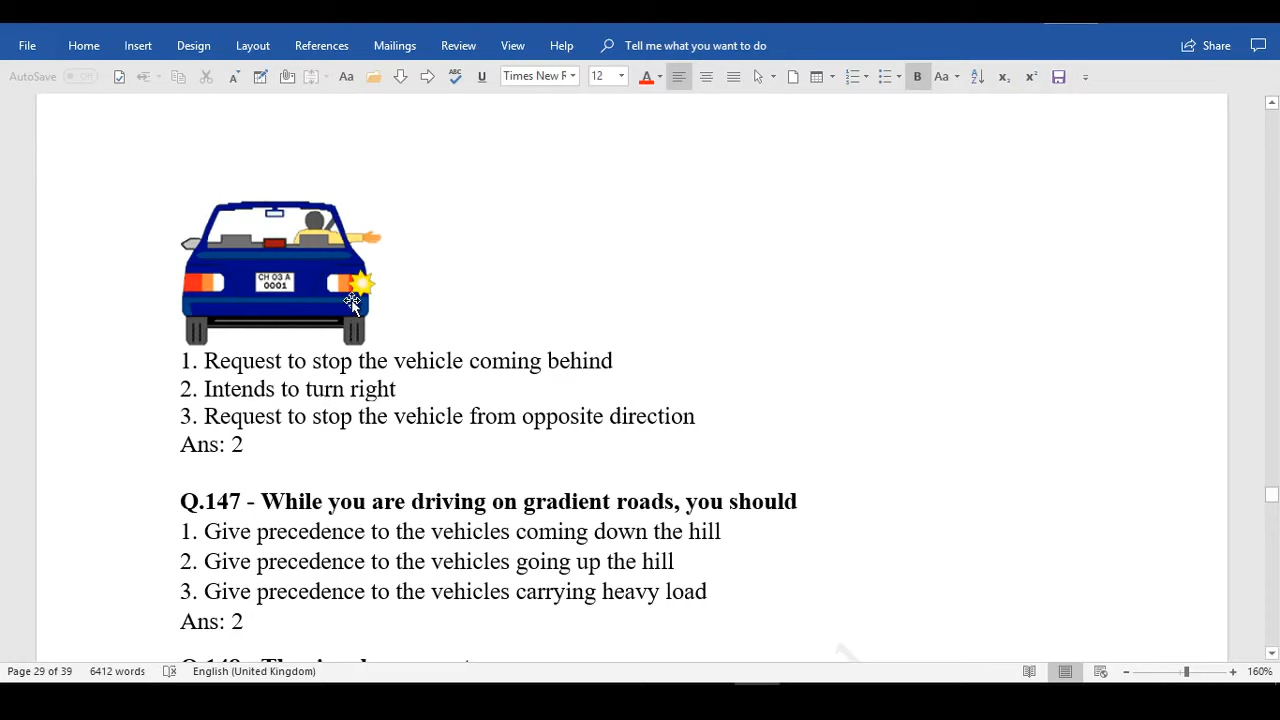 File Home Insert Design Layout References Mailings Review View Help Tell me what you want to do Share
AutoSave Aa U Times New R 12 A B Aa x₂ x²
CH 03 A
0001
1. Request to stop the vehicle coming behind
2. Intends to turn right
3. Request to stop the vehicle from opposite direction
Ans: 2
Q.147 - While you are driving on gradient roads, you should
1. Give precedence to the vehicles coming down the hill
2. Give precedence to the vehicles going up the hill
3. Give precedence to the vehicles carrying heavy load
Ans: 2
Page 29 of 39 6412 words English (United Kingdom) 160%